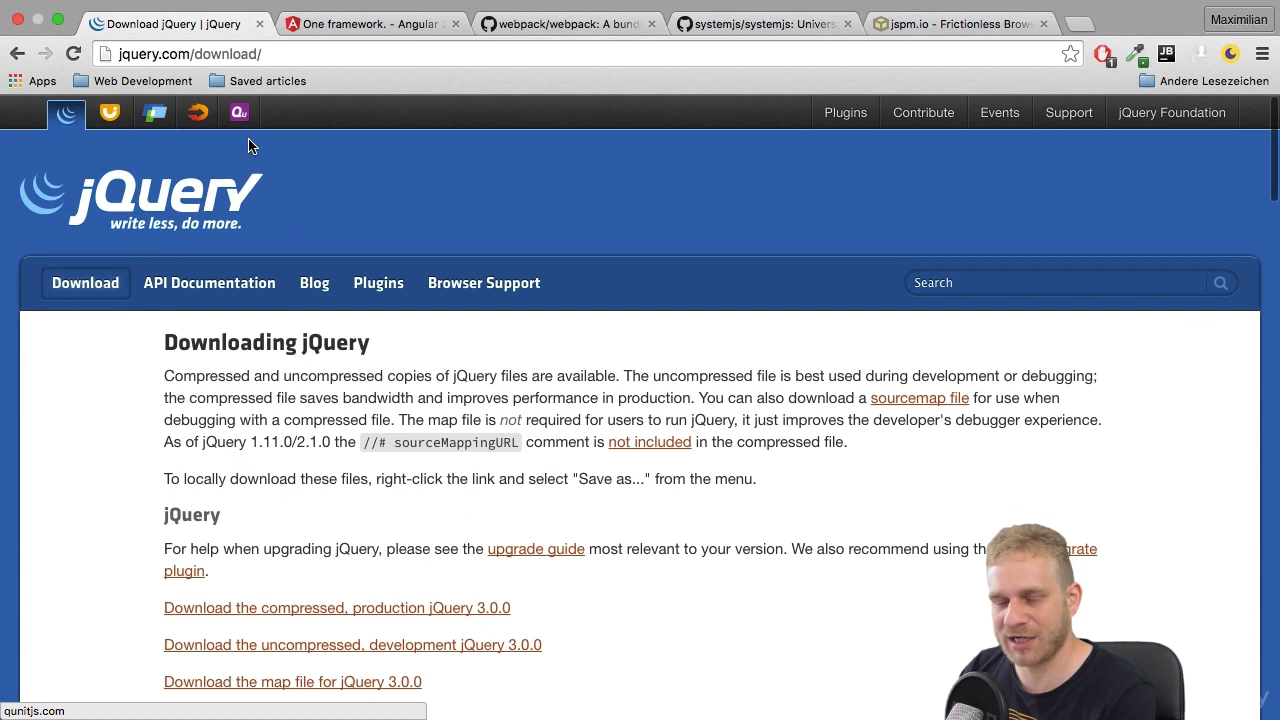 Download jQuery | jQuery
One framework. - Angular 2
webpack/webpack: A bund
systemjs/systemjs: Univers
jspm.io - Frictionless Brow
Maximilian
jquery.com/download/
1
JB
Apps
Web Development
Saved articles
Andere Lesezeichen
Qu
Plugins
Contribute
Events
Support
jQuery Foundation
jQuery
write less, do more.
Download
API Documentation
Blog
Plugins
Browser Support
Search
Downloading jQuery
Compressed and uncompressed copies of jQuery files are available. The uncompressed file is best used during development or debugging;
the compressed file saves bandwidth and improves performance in production. You can also download a sourcemap file for use when
debugging with a compressed file. The map file is not required for users to run jQuery, it just improves the developer's debugger experience.
As of jQuery 1.11.0/2.1.0 the //# sourceMappingURL comment is not included in the compressed file.
To locally download these files, right-click the link and select "Save as..." from the menu.
jQuery
For help when upgrading jQuery, please see the upgrade guide most relevant to your version. We also recommend using th grate
plugin.
Download the compressed, production jQuery 3.0.0
Download the uncompressed, development jQuery 3.0.0
Download the map file for jQuery 3.0.0
qunitjs.com